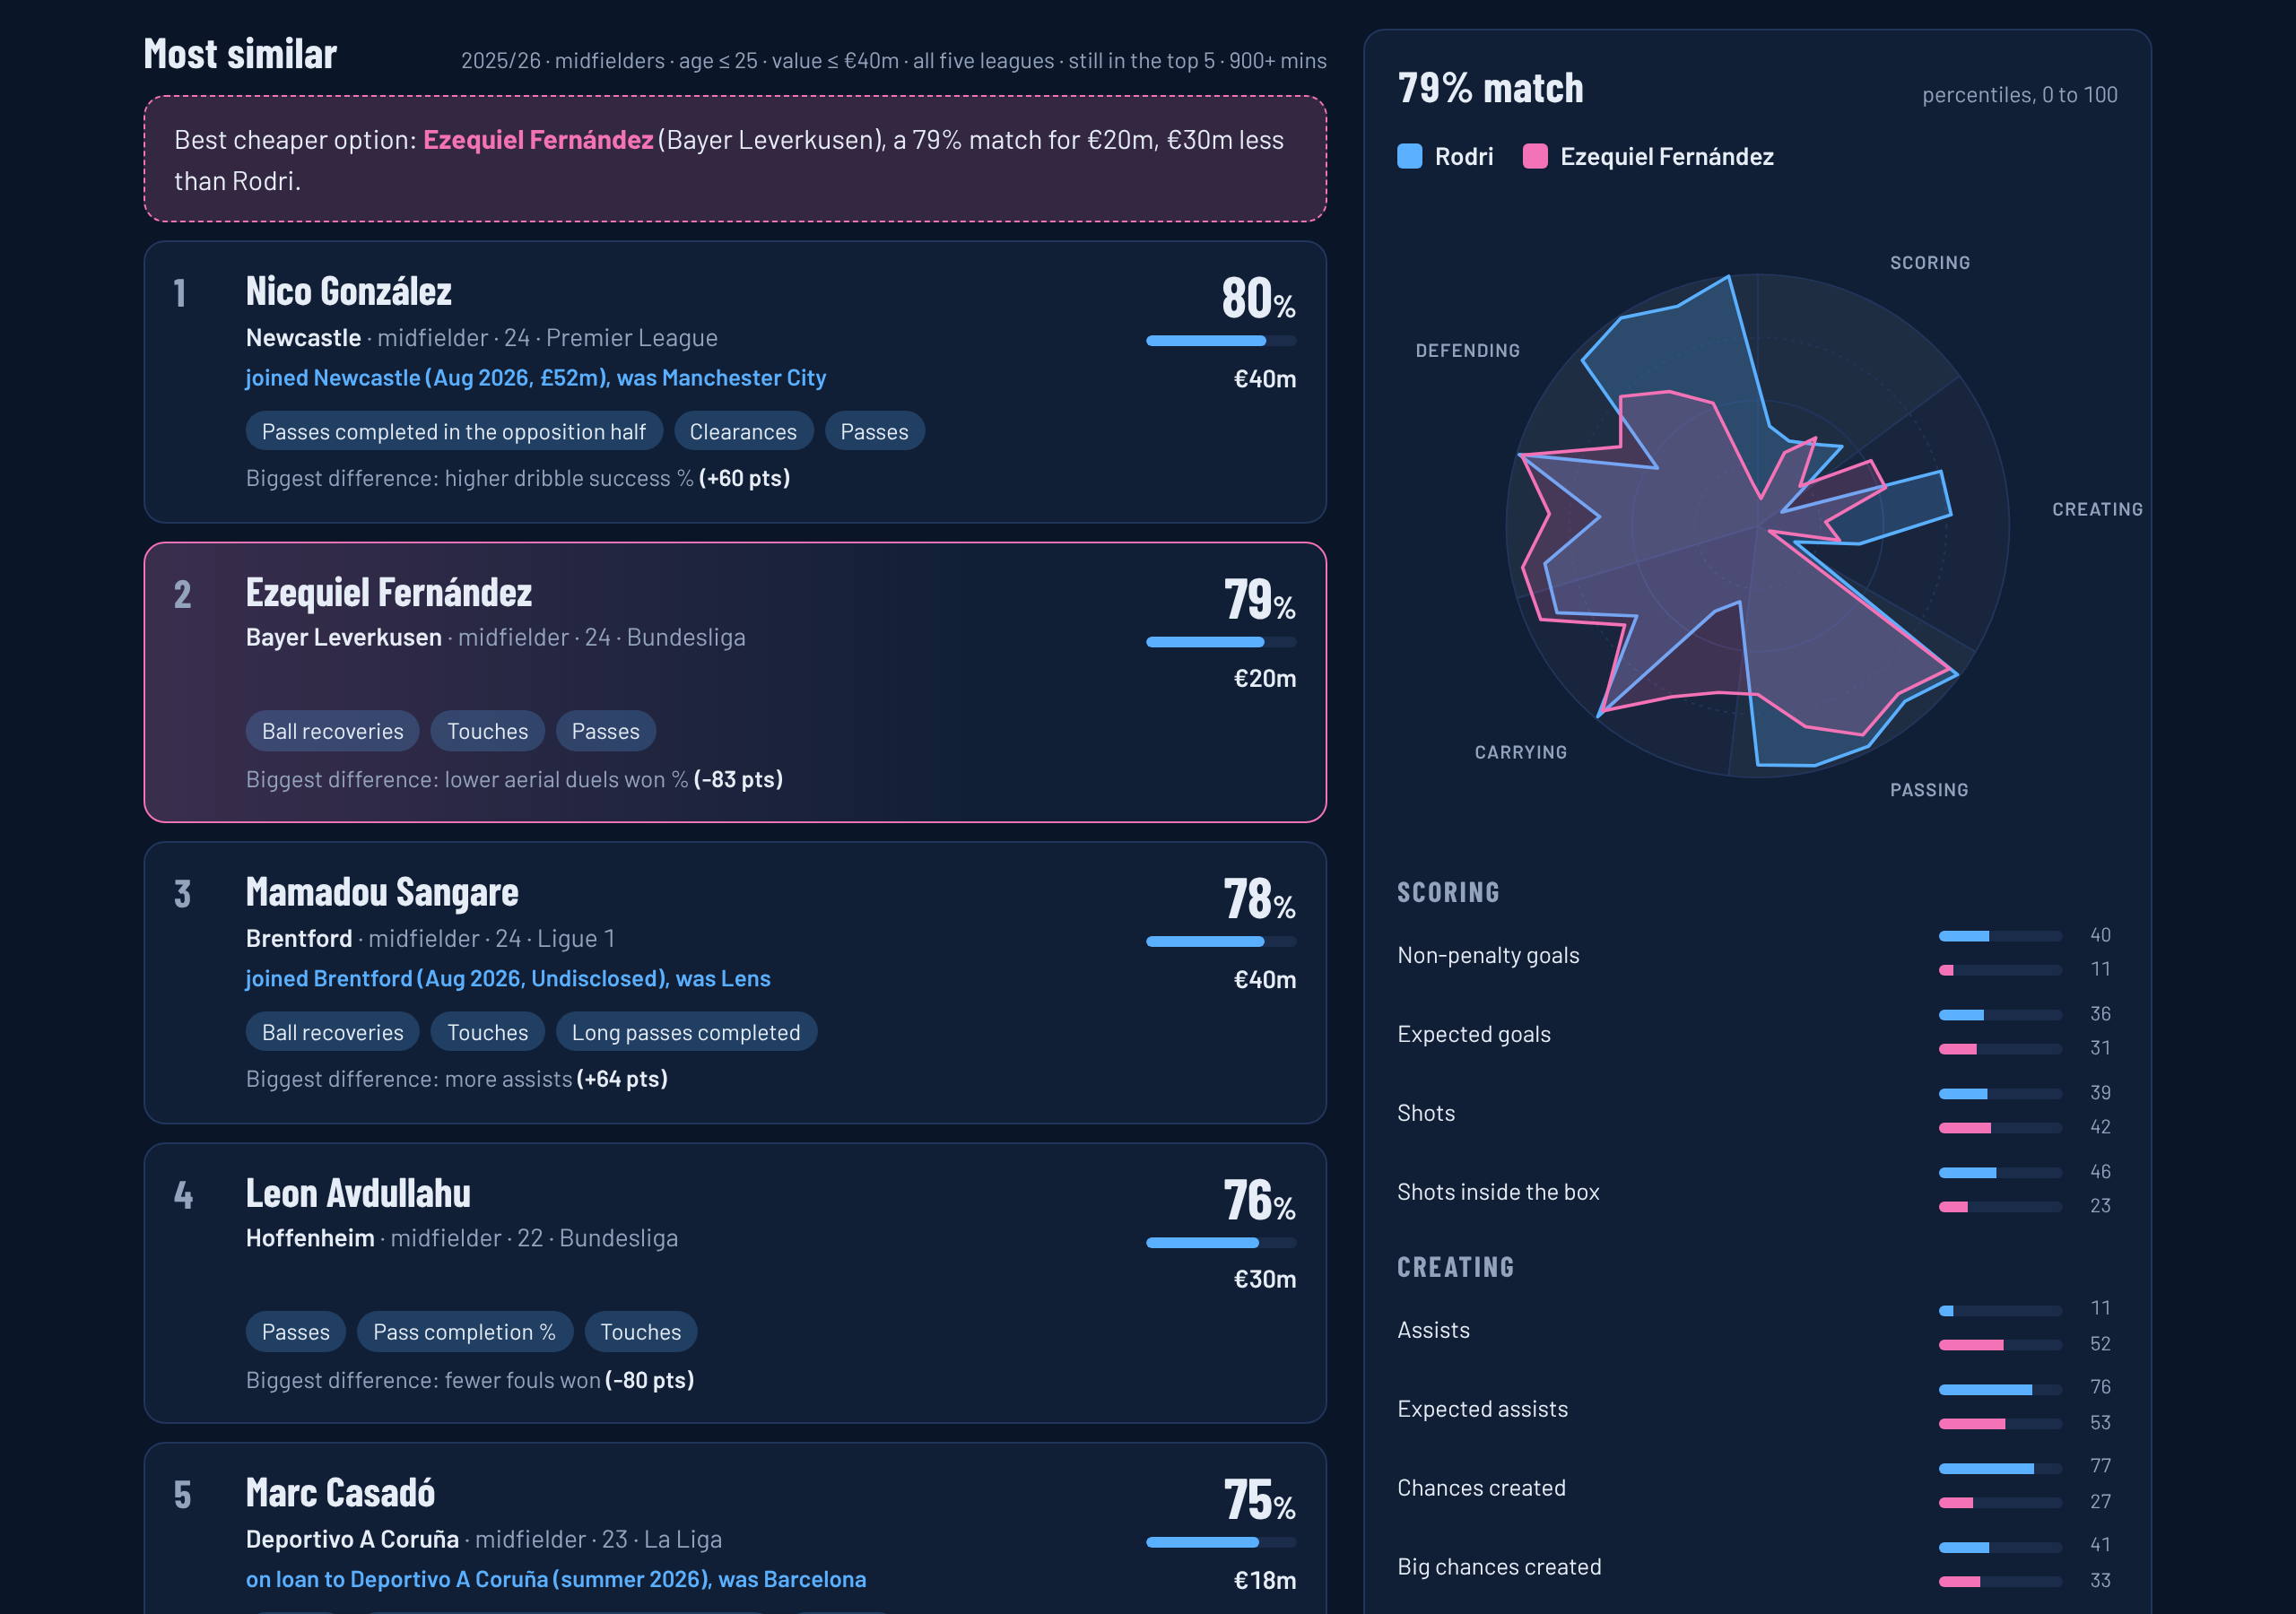 Most similar
2025/26 · midfielders · age ≤ 25 · value ≤ €40m · all five leagues · still in the top 5 · 900+ mins
Best cheaper option: Ezequiel Fernández (Bayer Leverkusen), a 79% match for €20m, €30m less
than Rodri.
1
Nico González
80%
Newcastle · midfielder · 24 · Premier League
joined Newcastle (Aug 2026, £52m), was Manchester City
€40m
Passes completed in the opposition half
Clearances
Passes
Biggest difference: higher dribble success % (+60 pts)
2
Ezequiel Fernández
79%
Bayer Leverkusen · midfielder · 24 · Bundesliga
€20m
Ball recoveries
Touches
Passes
Biggest difference: lower aerial duels won % (-83 pts)
3
Mamadou Sangare
78%
Brentford · midfielder · 24 · Ligue 1
joined Brentford (Aug 2026, Undisclosed), was Lens
€40m
Ball recoveries
Touches
Long passes completed
Biggest difference: more assists (+64 pts)
4
Leon Avdullahu
76%
Hoffenheim · midfielder · 22 · Bundesliga
€30m
Passes
Pass completion %
Touches
Biggest difference: fewer fouls won (-80 pts)
5
Marc Casadó
75%
Deportivo A Coruña · midfielder · 23 · La Liga
on loan to Deportivo A Coruña (summer 2026), was Barcelona
€18m
79% match
percentiles, 0 to 100
Rodri
Ezequiel Fernández
SCORING
DEFENDING
CREATING
CARRYING
PASSING
SCORING
Non-penalty goals
40
11
Expected goals
36
31
Shots
39
42
Shots inside the box
46
23
CREATING
Assists
11
52
Expected assists
76
53
Chances created
77
27
Big chances created
41
33